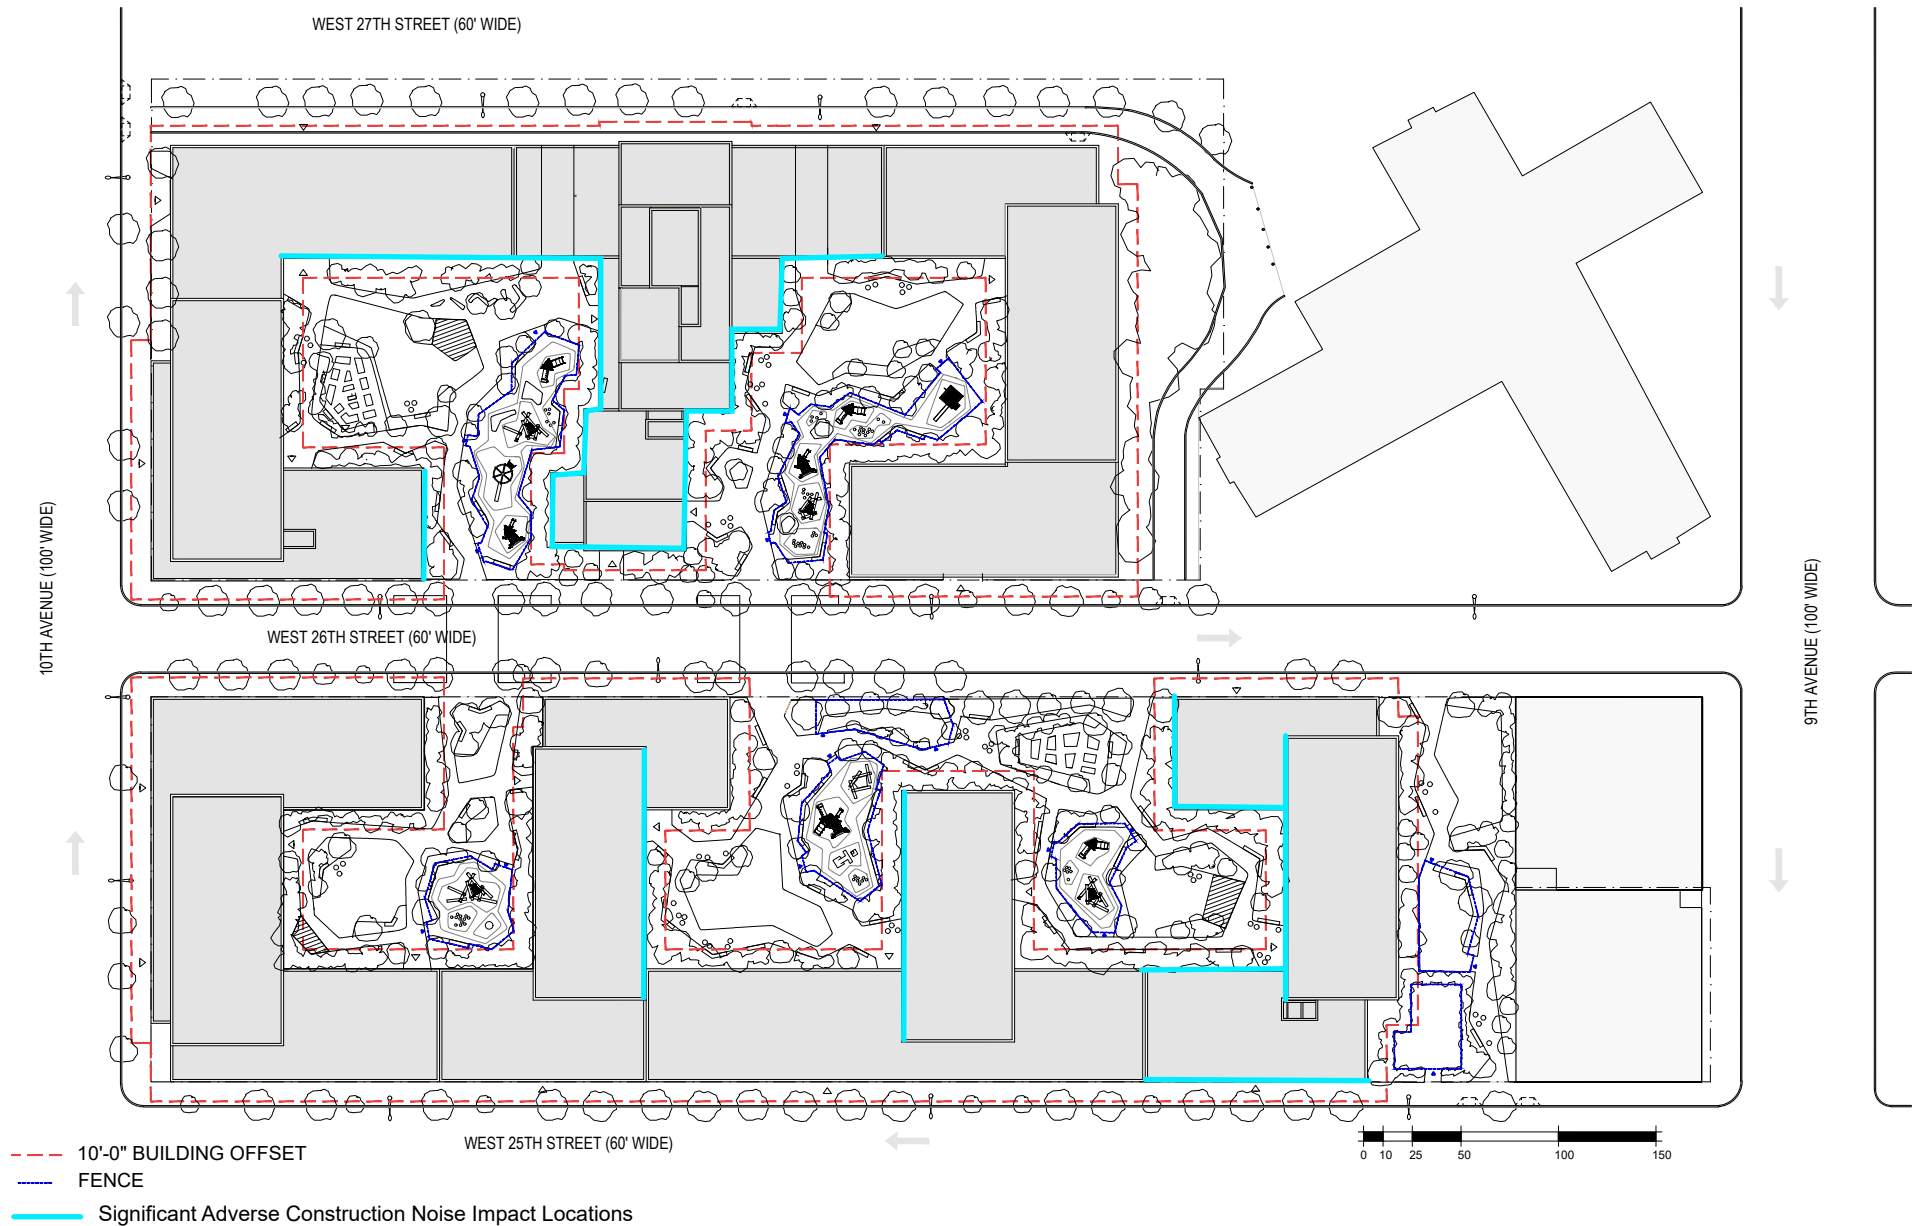 WEST 27TH STREET (60' WIDE)
10TH AVENUE (100' WIDE)
WEST 26TH STREET (60' WIDE)
9TH AVENUE (100' WIDE)
WEST 25TH STREET (60' WIDE)
0 10 25 50 100 150
10'-0" BUILDING OFFSET
FENCE
Significant Adverse Construction Noise Impact Locations